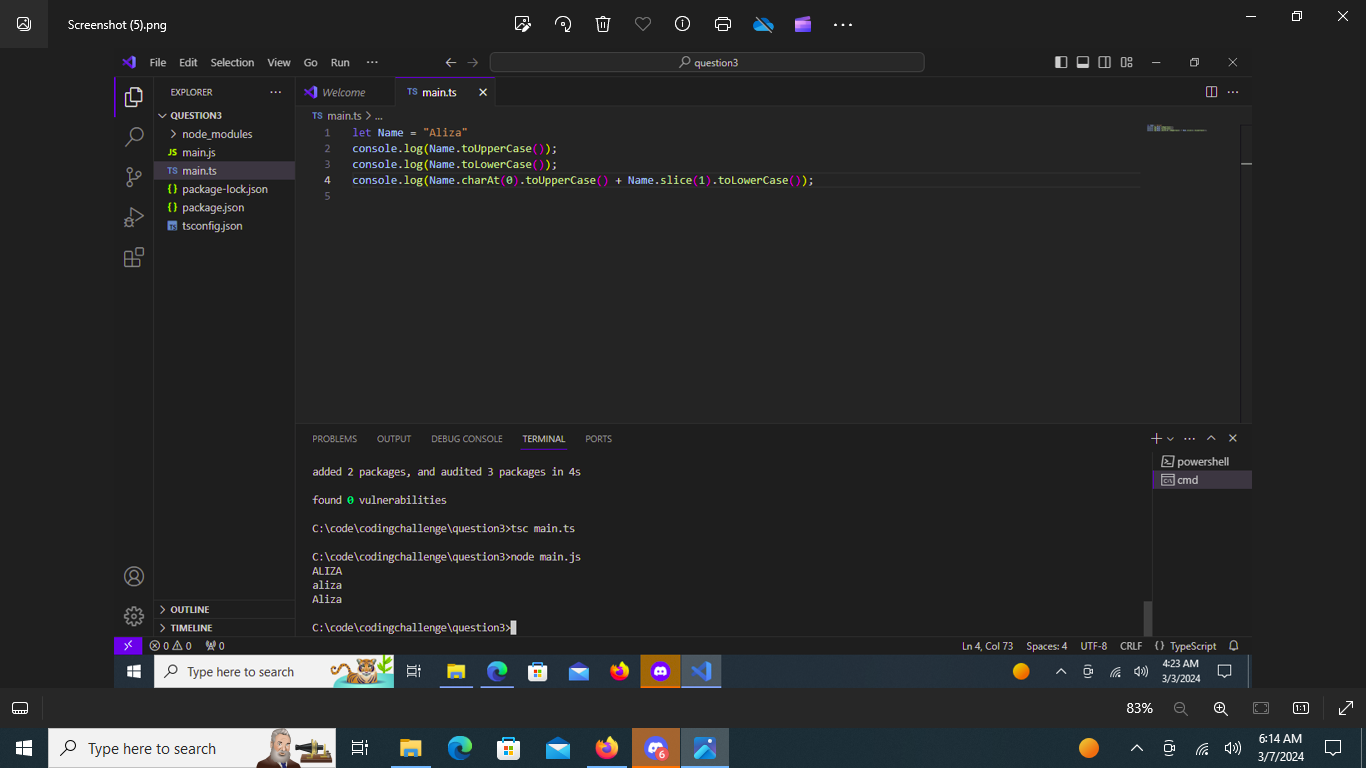 Screenshot (5).png
File Edit Selection View Go Run ··· question3
EXPLORER ··· Welcome TS main.ts
QUESTION3
node_modules
JS main.js
TS main.ts
{} package-lock.json
{} package.json
TS tsconfig.json
TS main.ts > ...
1 let Name = "Aliza"
2 console.log(Name.toUpperCase());
3 console.log(Name.toLowerCase());
4 console.log(Name.charAt(0).toUpperCase() + Name.slice(1).toLowerCase());
5
PROBLEMS OUTPUT DEBUG CONSOLE TERMINAL PORTS
added 2 packages, and audited 3 packages in 4s
found 0 vulnerabilities
C:\code\codingchallenge\question3>tsc main.ts
C:\code\codingchallenge\question3>node main.js
ALIZA
aliza
Aliza
C:\code\codingchallenge\question3>
powershell
cmd
OUTLINE
TIMELINE
0 0 0 Ln 4, Col 73 Spaces: 4 UTF-8 CRLF {} TypeScript
Type here to search 4:23 AM
3/3/2024
83% 1:1
Type here to search 6 6:14 AM
3/7/2024